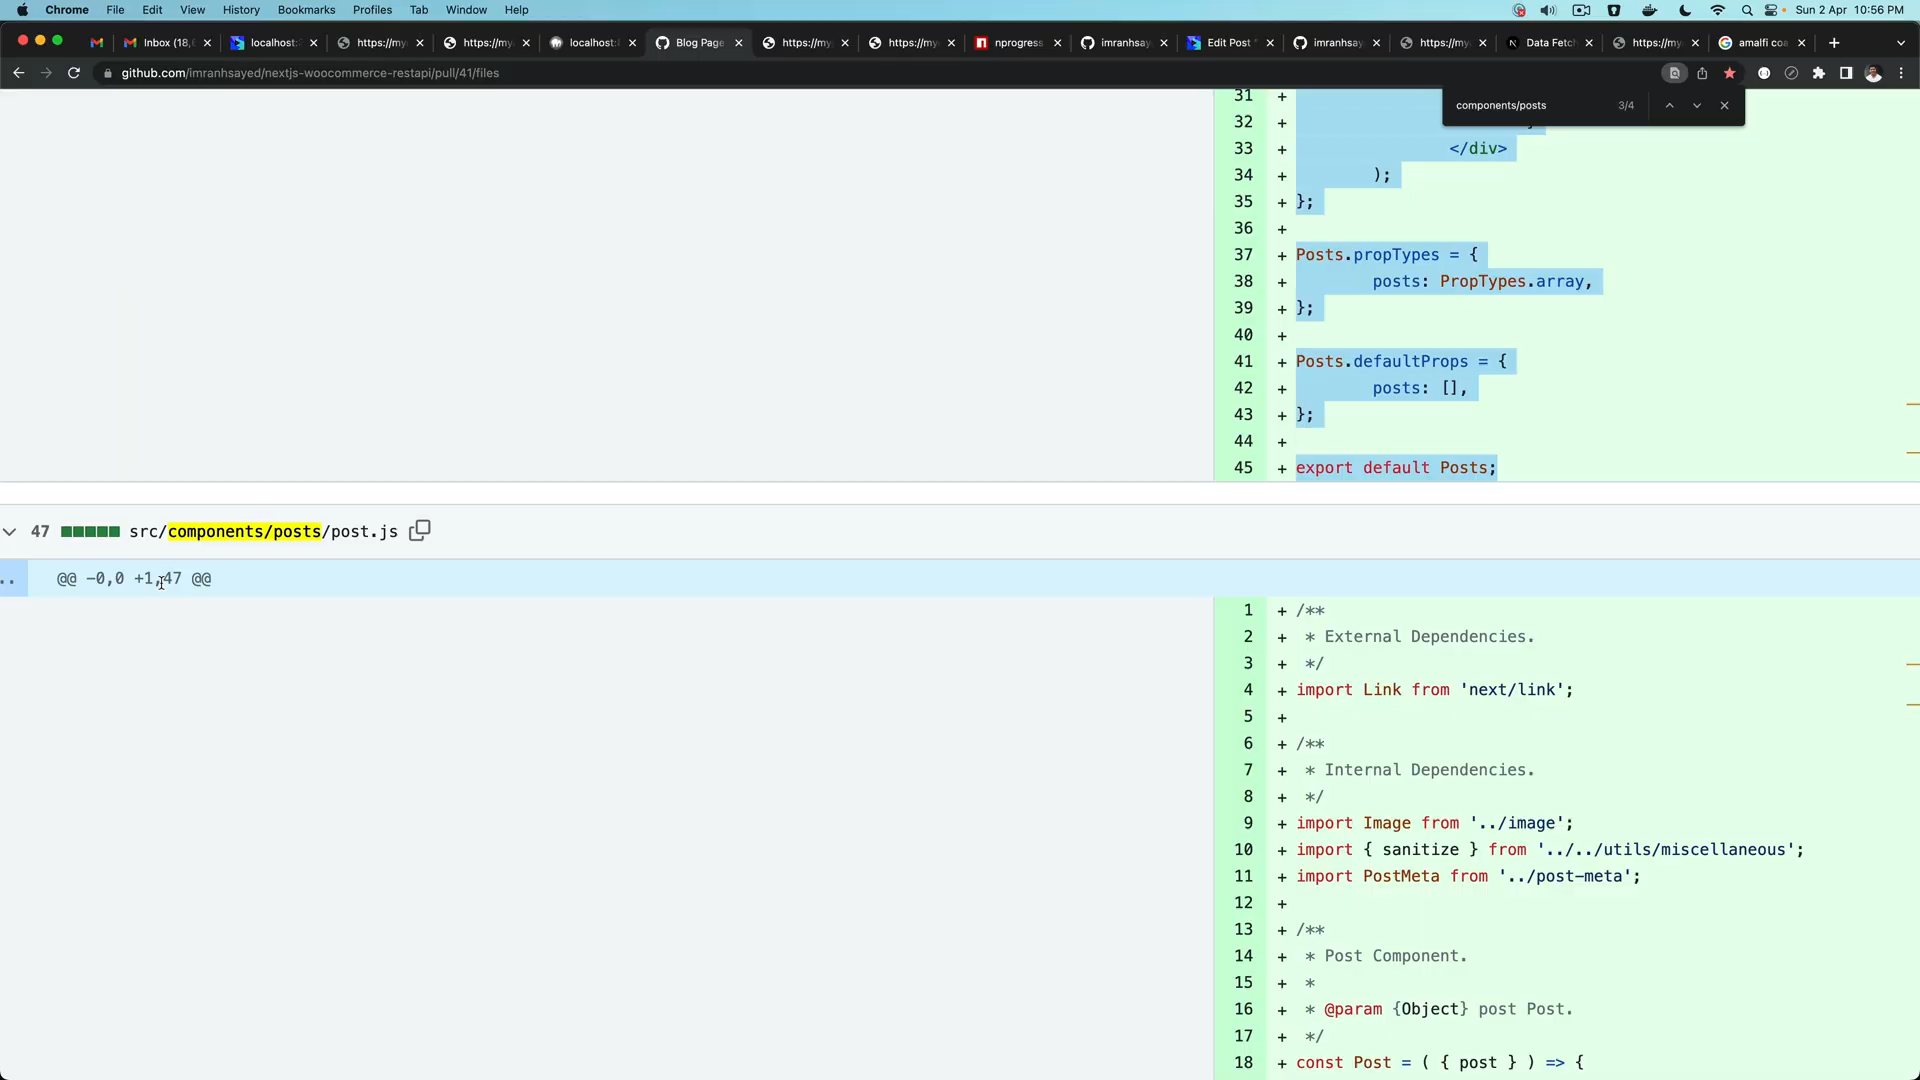 Chrome File Edit View History Bookmarks Profiles Tab Window Help Sun 2 Apr 10:56 PM
Inbox (18,6 localhost: https://my https://my localhost: Blog Page https://my https://my nprogress imranhsay Edit Post imranhsay https://my Data Fetch https://my amalfi coa
github.com/imranhsayed/nextjs-woocommerce-restapi/pull/41/files
components/posts 3/4
31 +
32 +
33 + </div>
34 + );
35 + };
36 +
37 + Posts.propTypes = {
38 + posts: PropTypes.array,
39 + };
40 +
41 + Posts.defaultProps = {
42 + posts: [],
43 + };
44 +
45 + export default Posts;
47 src/components/posts/post.js
@@ -0,0 +1,47 @@
1 + /**
2 + * External Dependencies.
3 + */
4 + import Link from 'next/link';
5 +
6 + /**
7 + * Internal Dependencies.
8 + */
9 + import Image from '../image';
10 + import { sanitize } from '../../utils/miscellaneous';
11 + import PostMeta from '../post-meta';
12 +
13 + /**
14 + * Post Component.
15 + *
16 + * @param {Object} post Post.
17 + */
18 + const Post = ( { post } ) => {